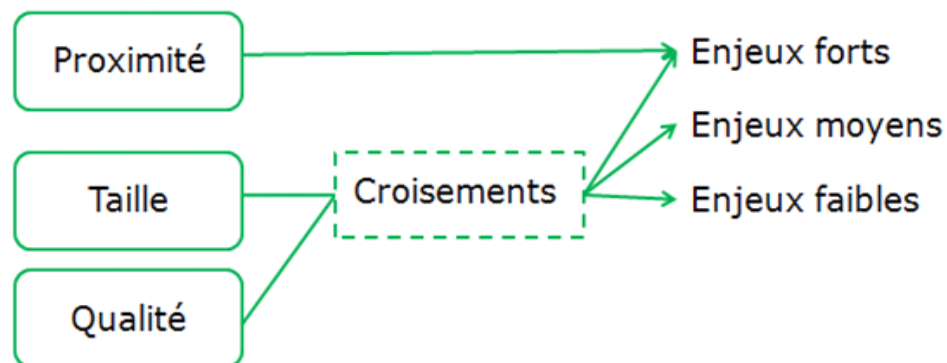 Proximité
Enjeux forts
Enjeux moyens
Taille
Croisements
Enjeux faibles
Qualité